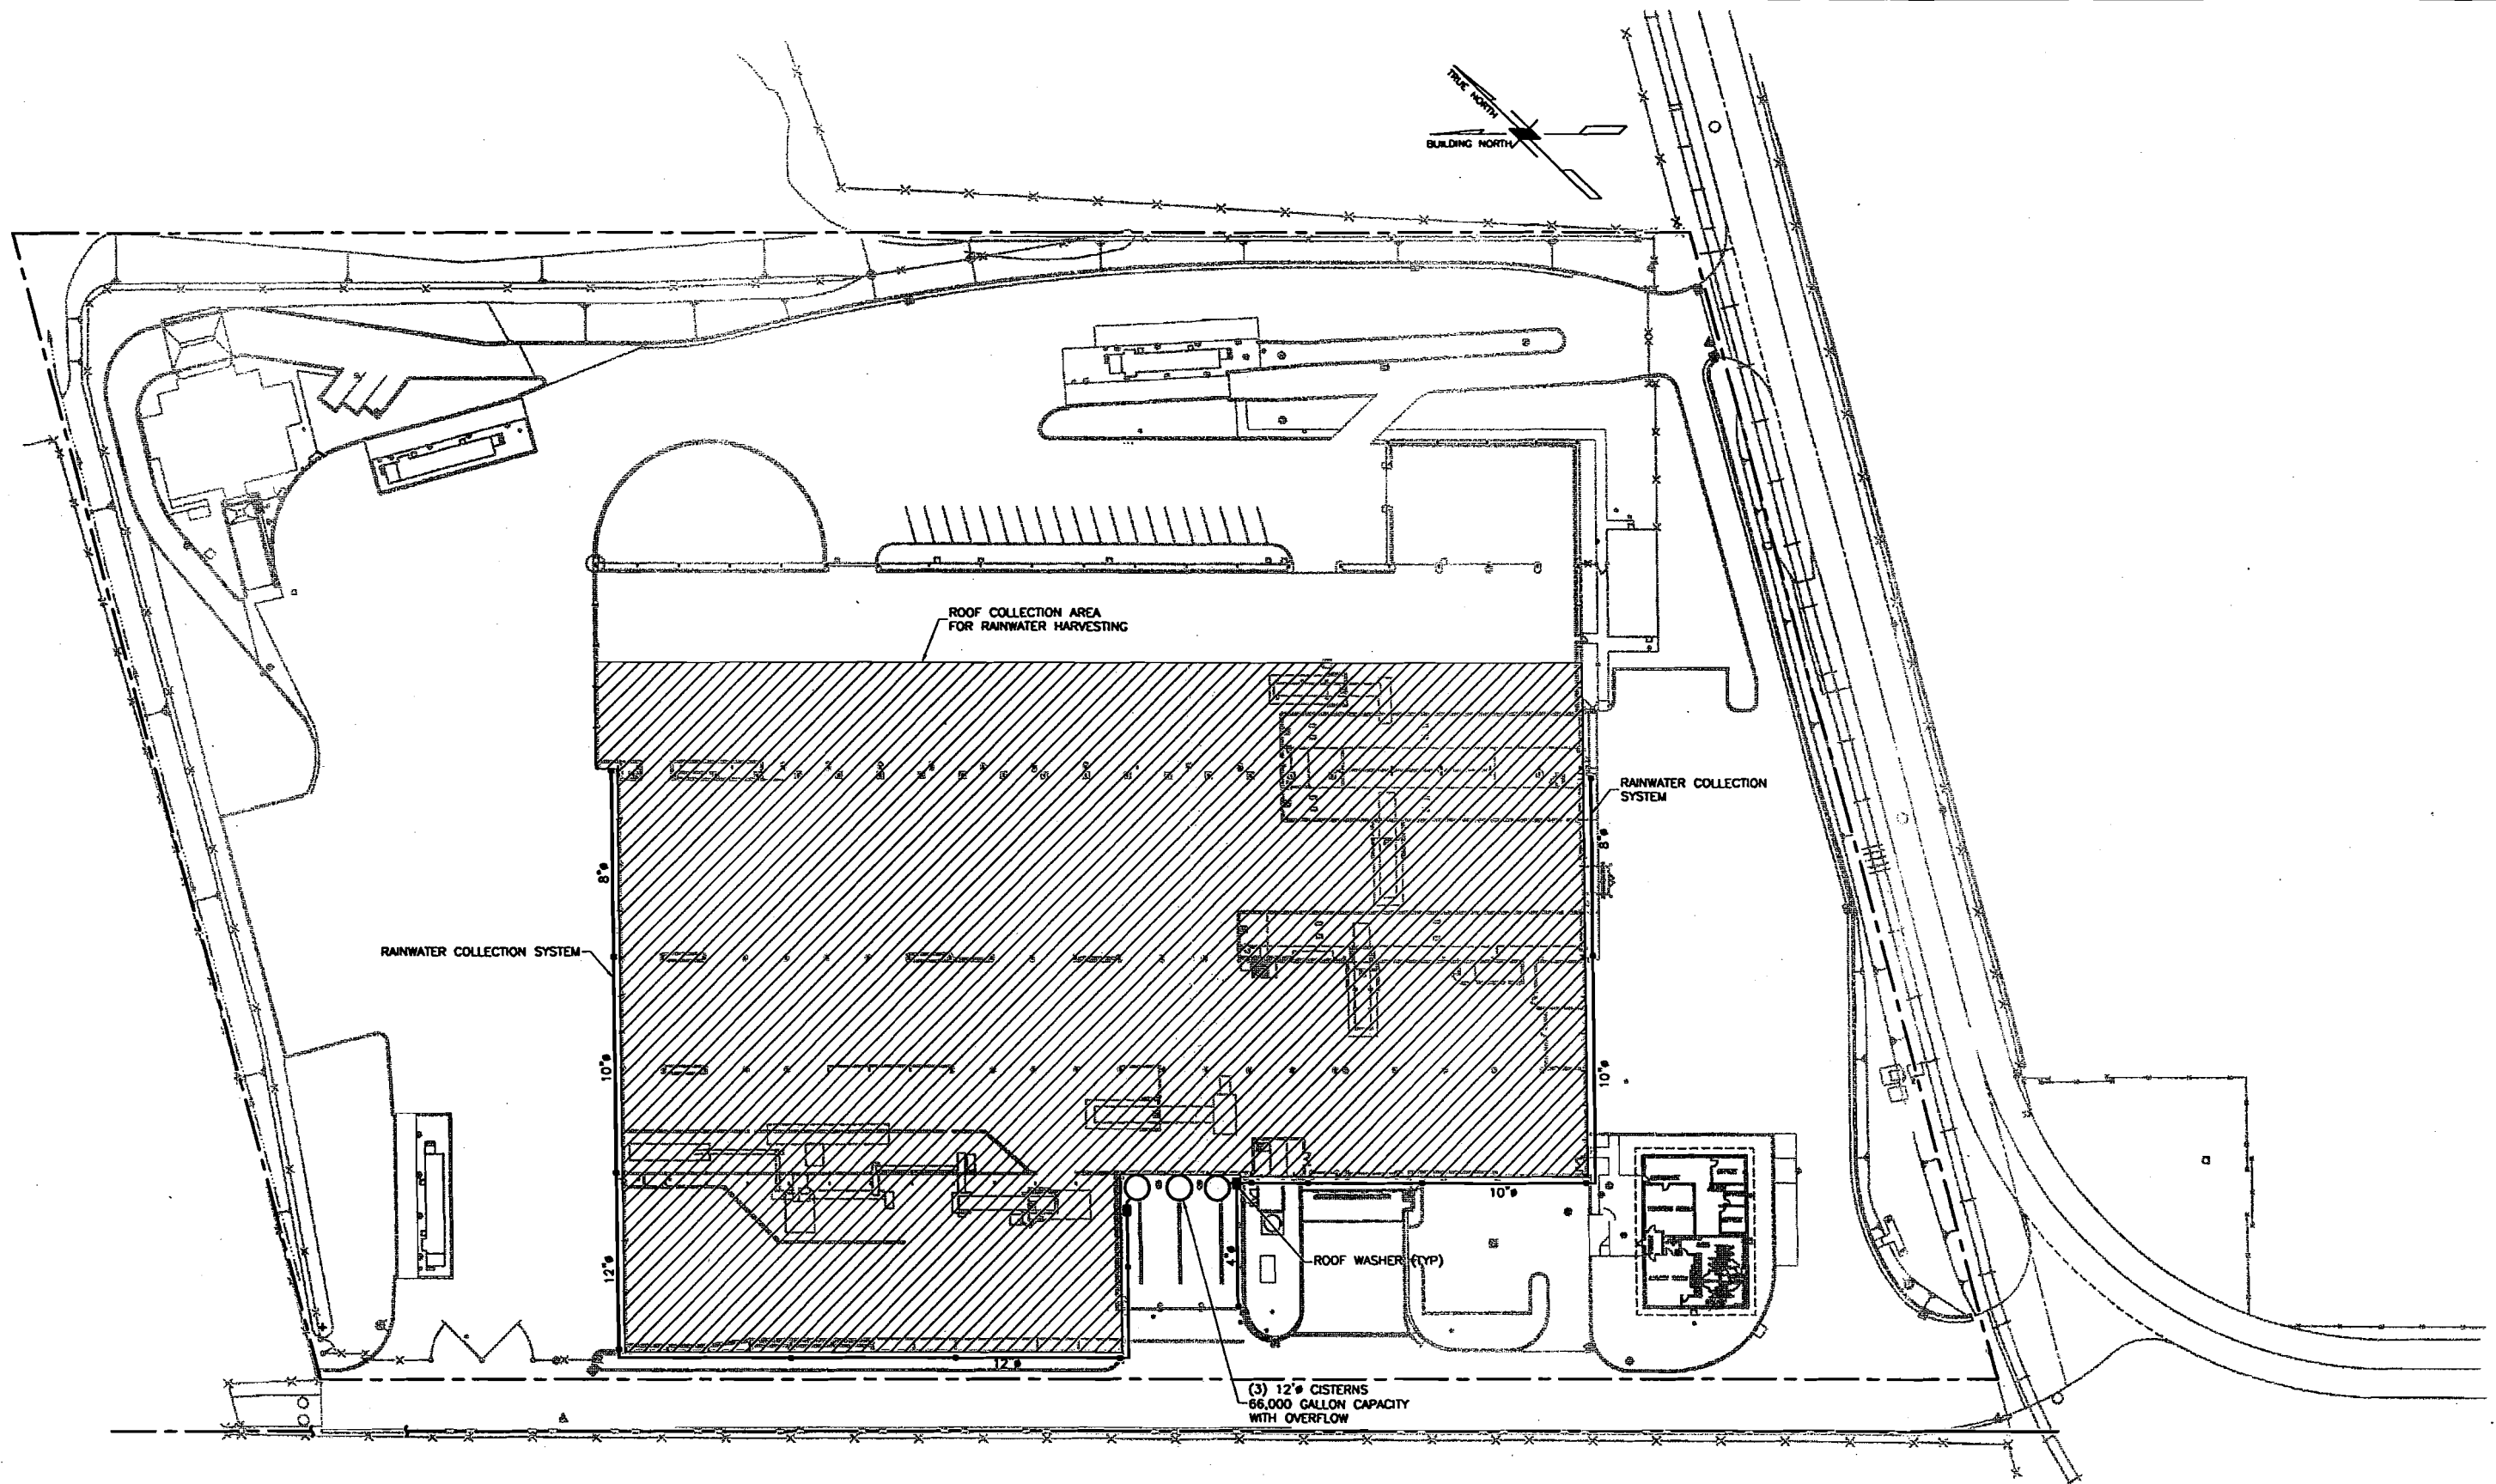 TRUE NORTH
BUILDING NORTH
ROOF COLLECTION AREA
FOR RAINWATER HARVESTING
RAINWATER COLLECTION
SYSTEM
8"ø
8"ø
RAINWATER COLLECTION SYSTEM
10"ø
10"ø
10"ø
12"ø
4"ø
ROOF WASHER (TYP)
12"ø
(3) 12'ø CISTERNS
66,000 GALLON CAPACITY
WITH OVERFLOW